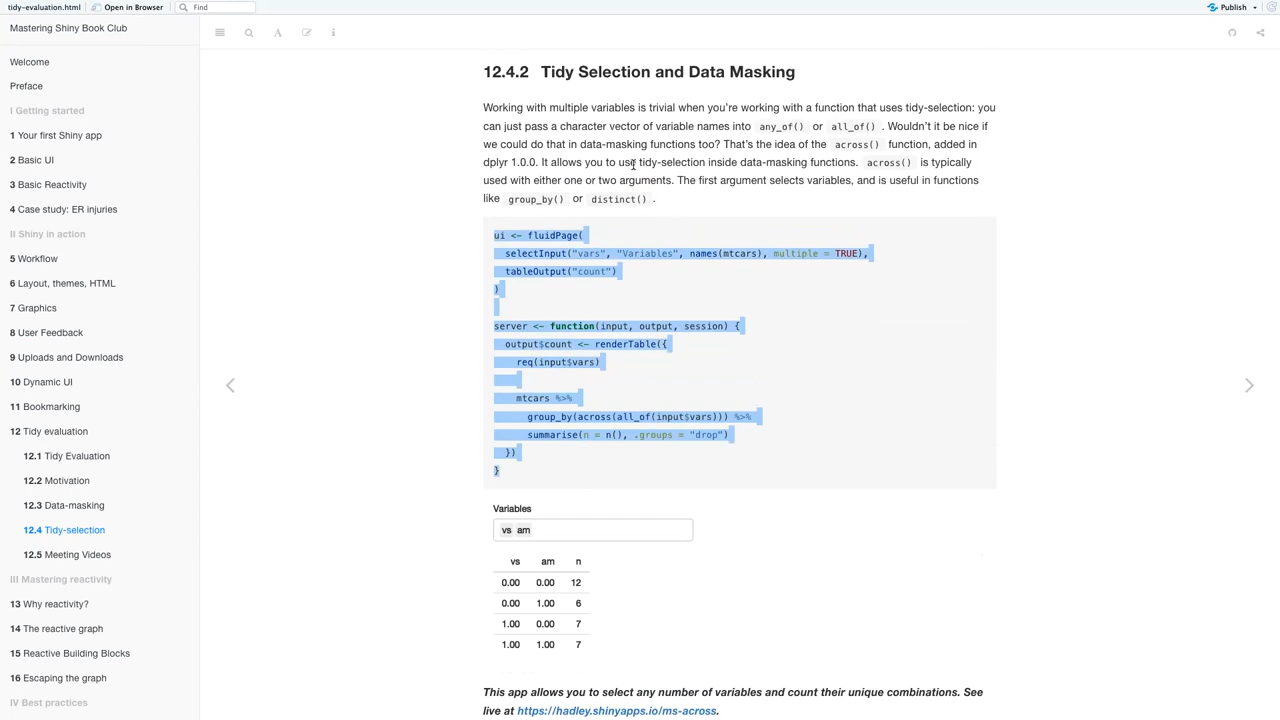 tidy-evaluation.html
Open in Browser
Find
Publish
Mastering Shiny Book Club
Welcome
Preface
I Getting started
1 Your first Shiny app
2 Basic UI
3 Basic Reactivity
4 Case study: ER injuries
II Shiny in action
5 Workflow
6 Layout, themes, HTML
7 Graphics
8 User Feedback
9 Uploads and Downloads
10 Dynamic UI
11 Bookmarking
12 Tidy evaluation
12.1 Tidy Evaluation
12.2 Motivation
12.3 Data-masking
12.4 Tidy-selection
12.5 Meeting Videos
III Mastering reactivity
13 Why reactivity?
14 The reactive graph
15 Reactive Building Blocks
16 Escaping the graph
IV Best practices
12.4.2 Tidy Selection and Data Masking
Working with multiple variables is trivial when you're working with a function that uses tidy-selection: you
can just pass a character vector of variable names into any_of() or all_of() . Wouldn't it be nice if
we could do that in data-masking functions too? That's the idea of the across() function, added in
dplyr 1.0.0. It allows you to use tidy-selection inside data-masking functions. across() is typically
used with either one or two arguments. The first argument selects variables, and is useful in functions
like group_by() or distinct() .
ui <- fluidPage(
selectInput("vars", "Variables", names(mtcars), multiple = TRUE),
tableOutput("count")
)
server <- function(input, output, session) {
output$count <- renderTable({
req(input$vars)
mtcars %>%
group_by(across(all_of(input$vars))) %>%
summarise(n = n(), .groups = "drop")
})
}
Variables
vs am
vs am n
0.00 0.00 12
0.00 1.00 6
1.00 0.00 7
1.00 1.00 7
This app allows you to select any number of variables and count their unique combinations. See
live at https://hadley.shinyapps.io/ms-across.